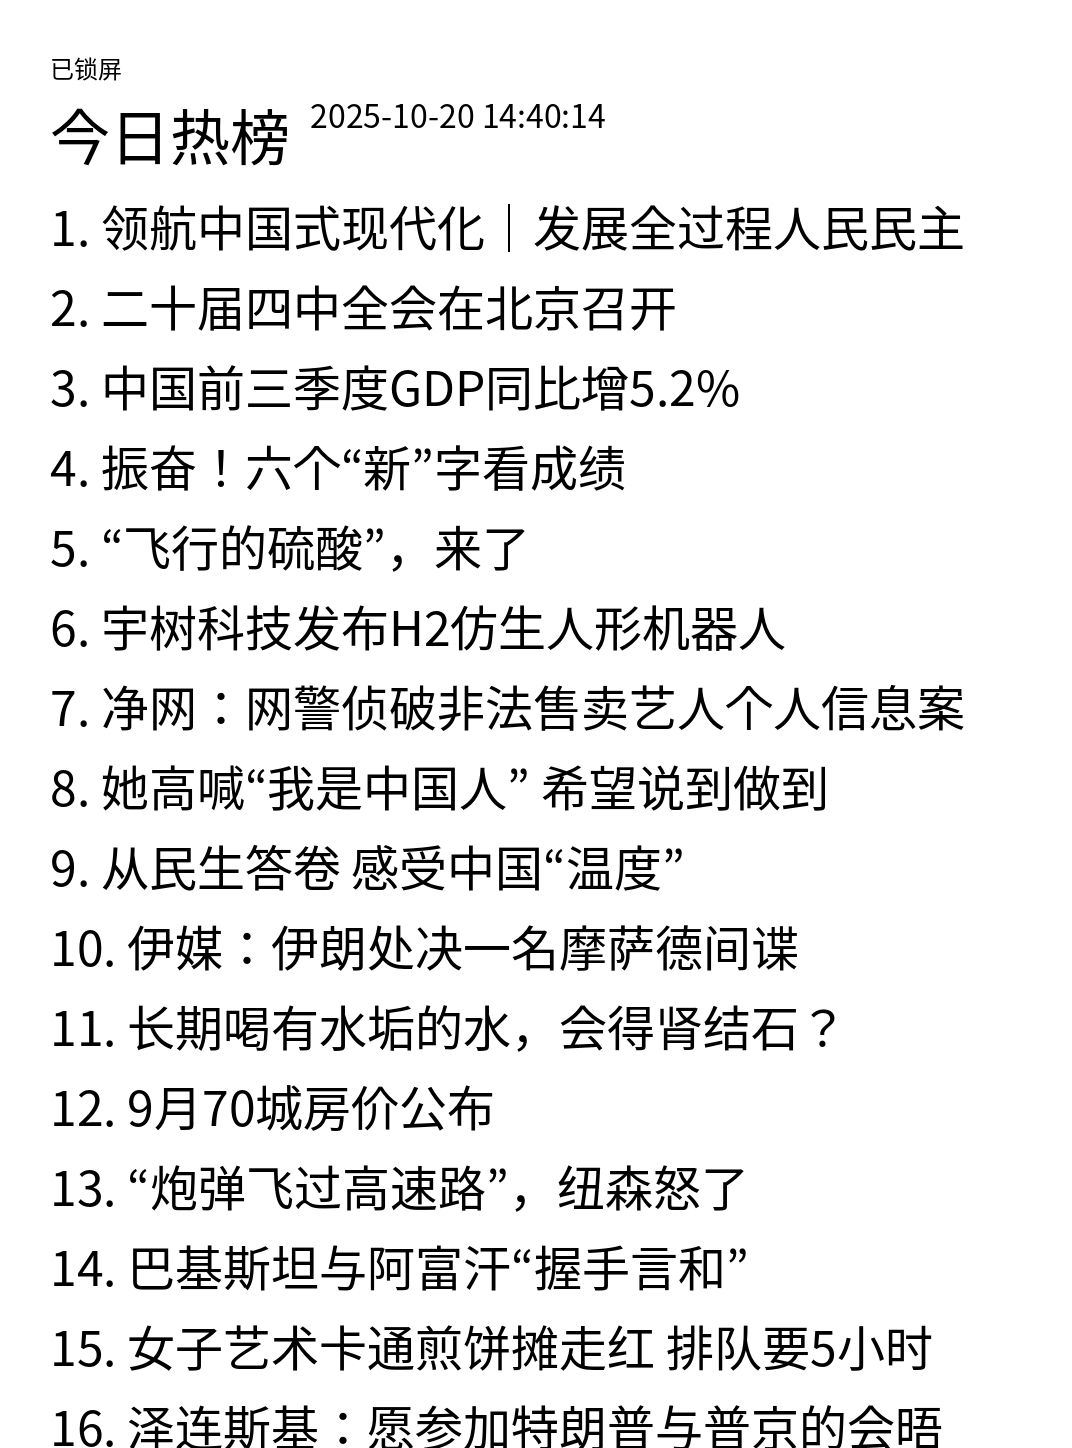 已锁屏
今日热榜 2025-10-20 14:40:14
1. 领航中国式现代化｜发展全过程人民民主
2. 二十届四中全会在北京召开
3. 中国前三季度GDP同比增5.2%
4. 振奋！六个“新”字看成绩
5. “飞行的硫酸”，来了
6. 宇树科技发布H2仿生人形机器人
7. 净网：网警侦破非法售卖艺人个人信息案
8. 她高喊“我是中国人” 希望说到做到
9. 从民生答卷 感受中国“温度”
10. 伊媒：伊朗处决一名摩萨德间谍
11. 长期喝有水垢的水，会得肾结石？
12. 9月70城房价公布
13. “炮弹飞过高速路”，纽森怒了
14. 巴基斯坦与阿富汗“握手言和”
15. 女子艺术卡通煎饼摊走红 排队要5小时
16. 泽连斯基：愿参加特朗普与普京的会晤